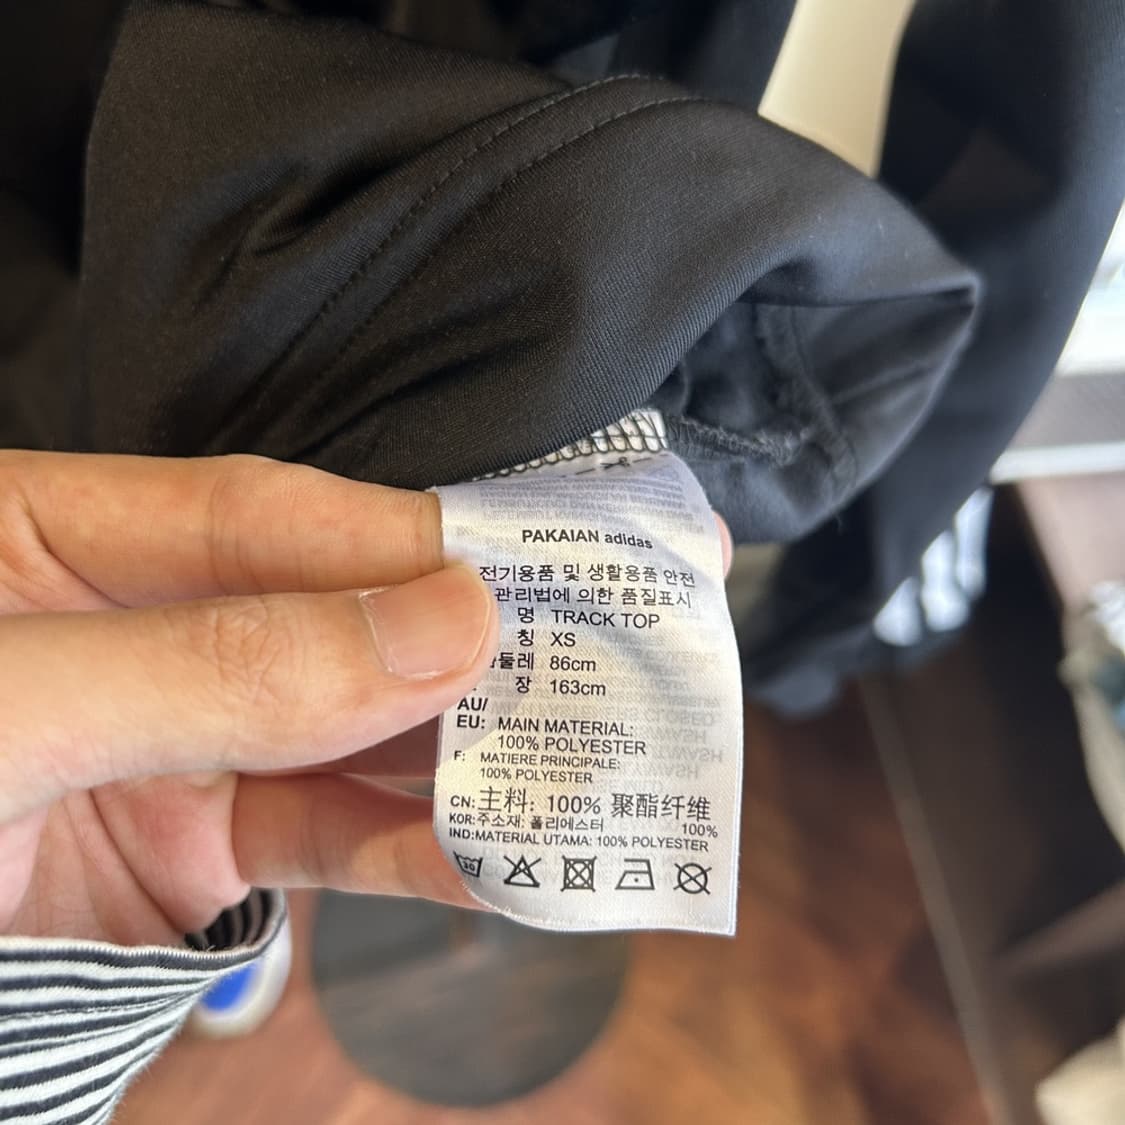 PAKAIAN adidas
전기용품 및 생활용품 안전
관리법에 의한 품질표시
명 TRACK TOP
칭 XS
둘레 86cm
장 163cm
AU/
EU: MAIN MATERIAL:
100% POLYESTER
F: MATIERE PRINCIPALE:
100% POLYESTER
CN:主料: 100% 聚酯纤维
KOR:주소재: 폴리에스터 100%
IND:MATERIAL UTAMA: 100% POLYESTER
30